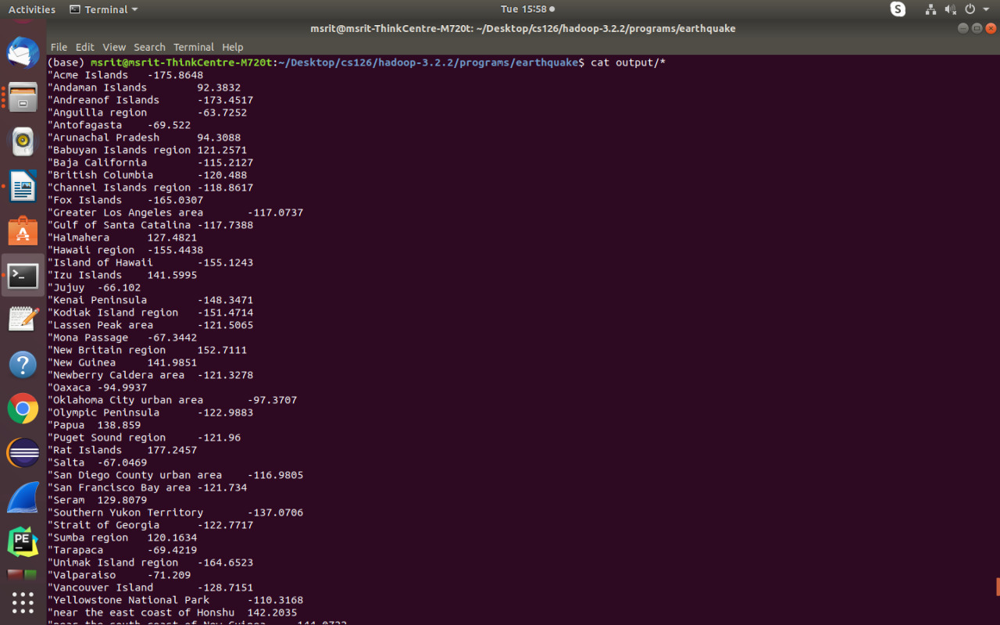 Activities Terminal Tue 15:58
msrit@msrit-ThinkCentre-M720t: ~/Desktop/cs126/hadoop-3.2.2/programs/earthquake
File Edit View Search Terminal Help
(base) msrit@msrit-ThinkCentre-M720t:~/Desktop/cs126/hadoop-3.2.2/programs/earthquake$ cat output/*
"Acme Islands -175.8648
"Andaman Islands 92.3832
"Andreanof Islands -173.4517
"Anguilla region -63.7252
"Antofagasta -69.522
"Arunachal Pradesh 94.3088
"Babuyan Islands region 121.2571
"Baja California -115.2127
"British Columbia -120.488
"Channel Islands region -118.8617
"Fox Islands -165.0307
"Greater Los Angeles area -117.0737
"Gulf of Santa Catalina -117.7388
"Halmahera 127.4821
"Hawaii region -155.4438
"Island of Hawaii -155.1243
"Izu Islands 141.5995
"Jujuy -66.102
"Kenai Peninsula -148.3471
"Kodiak Island region -151.4714
"Lassen Peak area -121.5065
"Mona Passage -67.3442
"New Britain region 152.7111
"New Guinea 141.9851
"Newberry Caldera area -121.3278
"Oaxaca -94.9937
"Oklahoma City urban area -97.3707
"Olympic Peninsula -122.9883
"Papua 138.859
"Puget Sound region -121.96
"Rat Islands 177.2457
"Salta -67.0469
"San Diego County urban area -116.9805
"San Francisco Bay area -121.734
"Seram 129.8079
"Southern Yukon Territory -137.0706
"Strait of Georgia -122.7717
"Sumba region 120.1634
"Tarapaca -69.4219
"Unimak Island region -164.6523
"Valparaiso -71.209
"Vancouver Island -128.7151
"Yellowstone National Park -110.3168
"near the east coast of Honshu 142.2035
"near the south coast of New Guinea